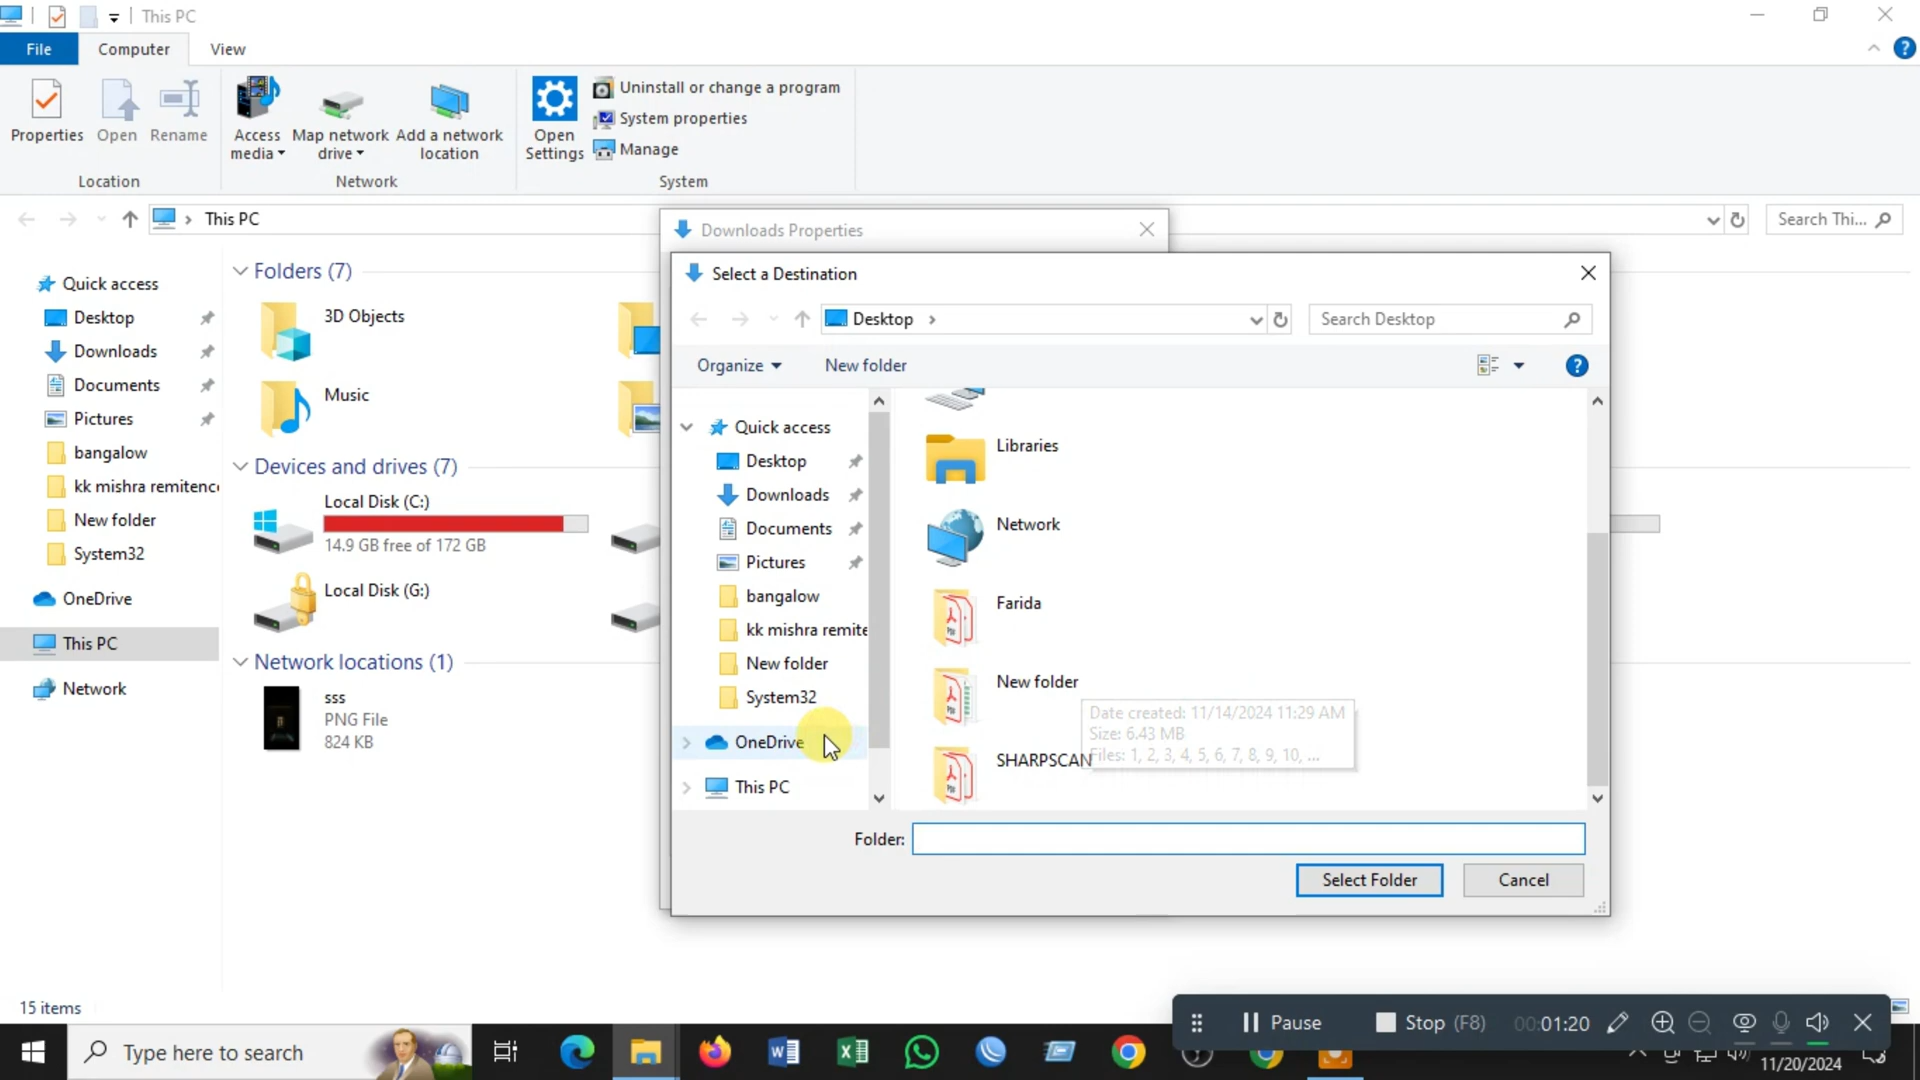 This PC
File
Computer
View
Properties
Open
Rename
Location
Access
media
Map network
drive
Add a network
location
Network
Open
Settings
Uninstall or change a program
System properties
Manage
System
This PC
Search Thi...
Quick access
Desktop
Downloads
Documents
Pictures
bangalow
kk mishra remitenc
New folder
System32
OneDrive
This PC
Network
Folders (7)
3D Objects
Music
Devices and drives (7)
Local Disk (C:)
14.9 GB free of 172 GB
Local Disk (G:)
Network locations (1)
sss
PNG File
824 KB
Downloads Properties
Select a Destination
Desktop
Search Desktop
Organize
New folder
Quick access
Desktop
Downloads
Documents
Pictures
bangalow
kk mishra remite
New folder
System32
OneDrive
This PC
Libraries
Network
Farida
New folder
SHARPSCAN
Date created: 11/14/2024 11:29 AM
Size: 6.43 MB
Files: 1, 2, 3, 4, 5, 6, 7, 8, 9, 10, ...
Folder:
Select Folder
Cancel
15 items
Pause
Stop (F8)
00:01:20
Type here to search
11/20/2024